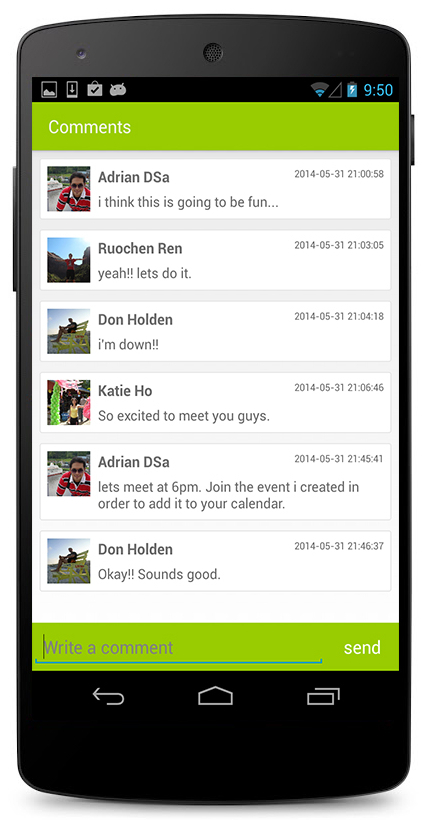 9:50
Comments
Adrian DSa 2014-05-31 21:00:58
i think this is going to be fun...
Ruochen Ren 2014-05-31 21:03:05
yeah!! lets do it.
Don Holden 2014-05-31 21:04:18
i'm down!!
Katie Ho 2014-05-31 21:06:46
So excited to meet you guys.
Adrian DSa 2014-05-31 21:45:41
lets meet at 6pm. Join the event i created in
order to add it to your calendar.
Don Holden 2014-05-31 21:46:37
Okay!! Sounds good.
Write a comment send